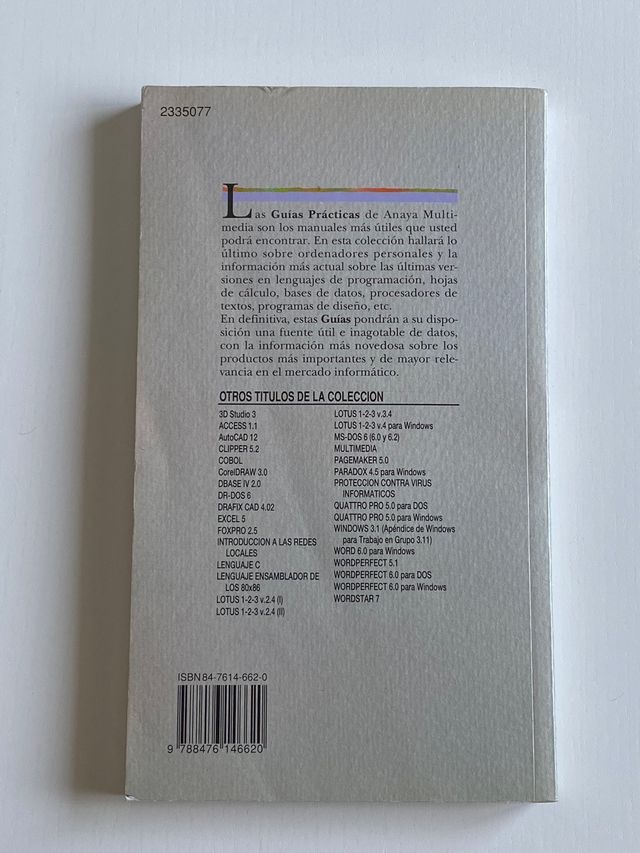 2335077
Las Guías Prácticas de Anaya Multi-
media son los manuales más útiles que usted
podrá encontrar. En esta colección hallará lo
último sobre ordenadores personales y la
información más actual sobre las últimas ver-
siones en lenguajes de programación, hojas
de cálculo, bases de datos, procesadores de
textos, programas de diseño, etc.
En definitiva, estas Guías pondrán a su dispo-
sición una fuente útil e inagotable de datos,
con la información más novedosa sobre los
productos más importantes y de mayor rele-
vancia en el mercado informático.
OTROS TITULOS DE LA COLECCION
3D Studio 3
ACCESS 1.1
AutoCAD 12
CLIPPER 5.2
COBOL
CorelDRAW 3.0
DBASE IV 2.0
DR-DOS 6
DRAFIX CAD 4.02
EXCEL 5
FOXPRO 2.5
INTRODUCCION A LAS REDES
LOCALES
LENGUAJE C
LENGUAJE ENSAMBLADOR DE
LOS 80x86
LOTUS 1-2-3 v.2.4 (I)
LOTUS 1-2-3 v.2.4 (II)
LOTUS 1-2-3 v.3.4
LOTUS 1-2-3 v.4 para Windows
MS-DOS 6 (6.0 y 6.2)
MULTIMEDIA
PAGEMAKER 5.0
PARADOX 4.5 para Windows
PROTECCION CONTRA VIRUS
INFORMATICOS
QUATTRO PRO 5.0 para DOS
QUATTRO PRO 5.0 para Windows
WINDOWS 3.1 (Apéndice de Windows
para Trabajo en Grupo 3.11)
WORD 6.0 para Windows
WORDPERFECT 5.1
WORDPERFECT 6.0 para DOS
WORDPERFECT 6.0 para Windows
WORDSTAR 7
ISBN 84-7614-662-0
9 788476 146620